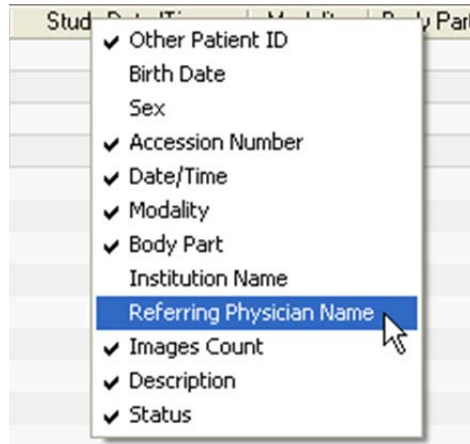 Other Patient ID
Birth Date
Sex
Accession Number
Date/Time
Modality
Body Part
Institution Name
Referring Physician Name
Images Count
Description
Status